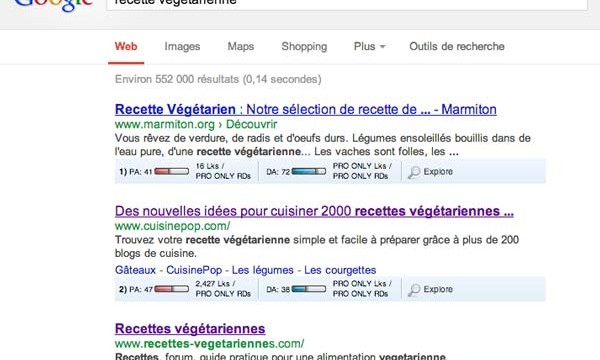 Google
recette végétarienne
Web Images Maps Shopping Plus Outils de recherche
Environ 552 000 résultats (0,14 secondes)
Recette Végétarien : Notre sélection de recette de ... - Marmiton
www.marmiton.org › Découvrir
Vous rêvez de verdure, de radis et d'oeufs durs. Légumes ensoleillés bouillis dans de
l'eau pure, d'une recette végétarienne... Les vaches sont folles, les ...
1) PA: 41 16 Lks / PRO ONLY RDs DA: 72 PRO ONLY Lks / PRO ONLY RDs Explore
Des nouvelles idées pour cuisiner 2000 recettes végétariennes ...
www.cuisinepop.com/
Trouvez votre recette végétarienne simple et facile à préparer grâce à plus de 200
blogs de cuisine.
Gâteaux - CuisinePop - Les légumes - Les courgettes
2) PA: 47 2,427 Lks / PRO ONLY RDs DA: 38 PRO ONLY Lks / PRO ONLY RDs Explore
Recettes végétariennes
www.recettes-vegetariennes.com/
Recettes, forum, guide pratique pour une alimentation vegetarienne.